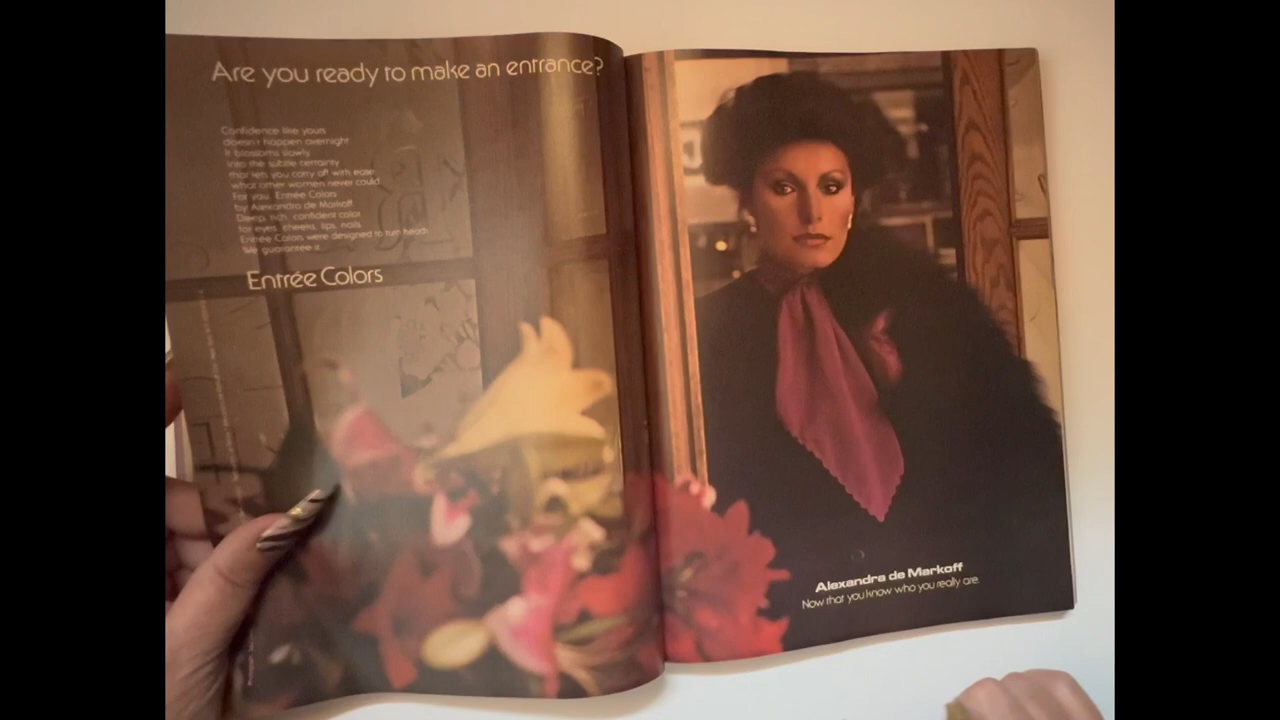 Are you ready to make an entrance?
Confidence like yours
doesn't happen overnight.
It blossoms slowly
into the subtle certainty
that lets you carry off with ease
what other women never could.
For you. Entrée Colors
by Alexandra de Markoff.
Deep, rich, confident color
for eyes, cheeks, lips, nails.
Entrée Colors were designed to turn heads.
We guarantee it.
Entrée Colors
Alexandra de Markoff
Now that you know who you really are.